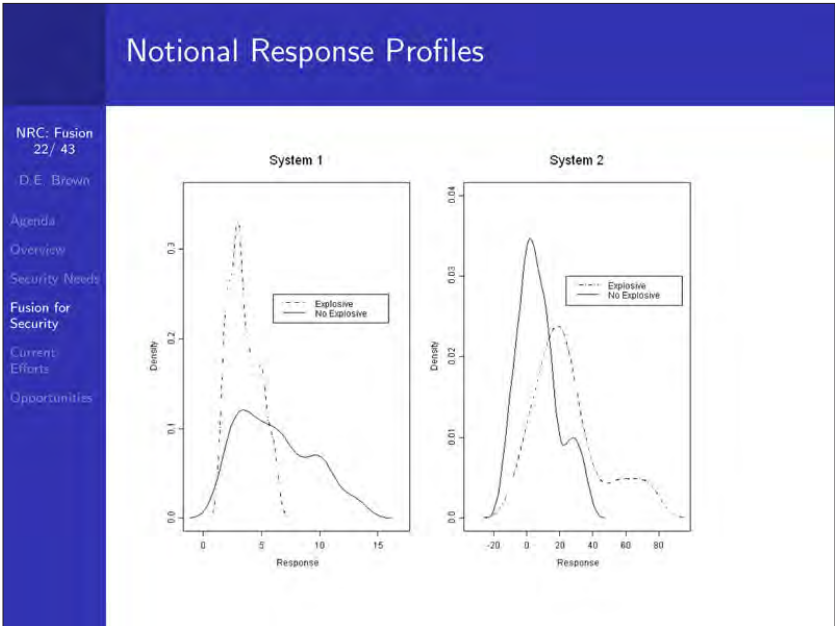 Notional Response Profiles
NRC: Fusion
22/ 43
D.E. Brown
Agenda
Overview
Security Needs
Fusion for
Security
Current
Efforts
Opportunities
System 1
Density
0.0
0.1
0.2
0.3
Explosive
No Explosive
0
5
10
15
Response
System 2
Density
0.0
0.01
0.02
0.03
0.04
Explosive
No Explosive
-20
0
20
40
60
80
Response